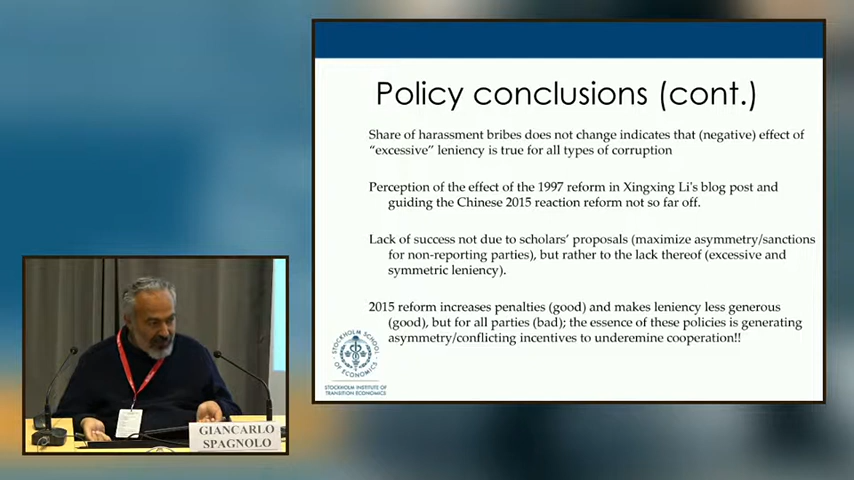 Policy conclusions (cont.)
Share of harassment bribes does not change indicates that (negative) effect of
“excessive” leniency is true for all types of corruption
Perception of the effect of the 1997 reform in Xingxing Li's blog post and
guiding the Chinese 2015 reaction reform not so far off.
Lack of success not due to scholars’ proposals (maximize asymmetry/sanctions
for non-reporting parties), but rather to the lack thereof (excessive and
symmetric leniency).
2015 reform increases penalties (good) and makes leniency less generous
(good), but for all parties (bad); the essence of these policies is generating
asymmetry/conflicting incentives to underemine cooperation!!
STOCKHOLM SCHOOL
OF ECONOMICS
STOCKHOLM INSTITUTE OF
TRANSITION ECONOMICS
GIANCARLO
SPAGNOLO